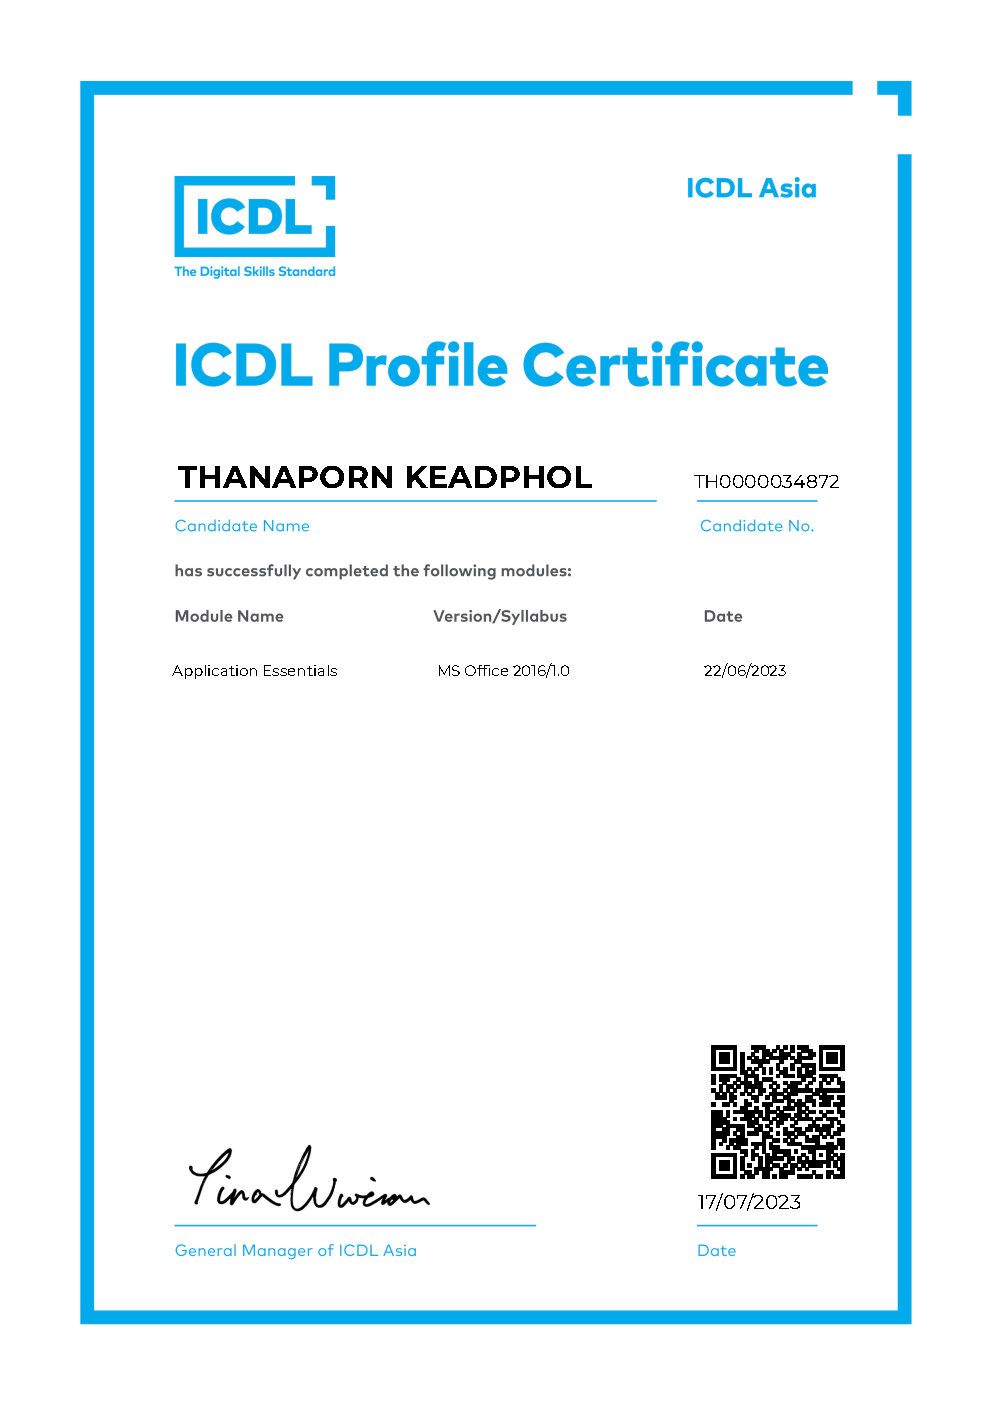 ICDL
The Digital Skills Standard
ICDL Asia
ICDL Profile Certificate
THANAPORN KEADPHOL
TH0000034872
Candidate Name
Candidate No.
has successfully completed the following modules:
Module Name Version/Syllabus Date
Application Essentials MS Office 2016/1.0 22/06/2023
17/07/2023
General Manager of ICDL Asia
Date